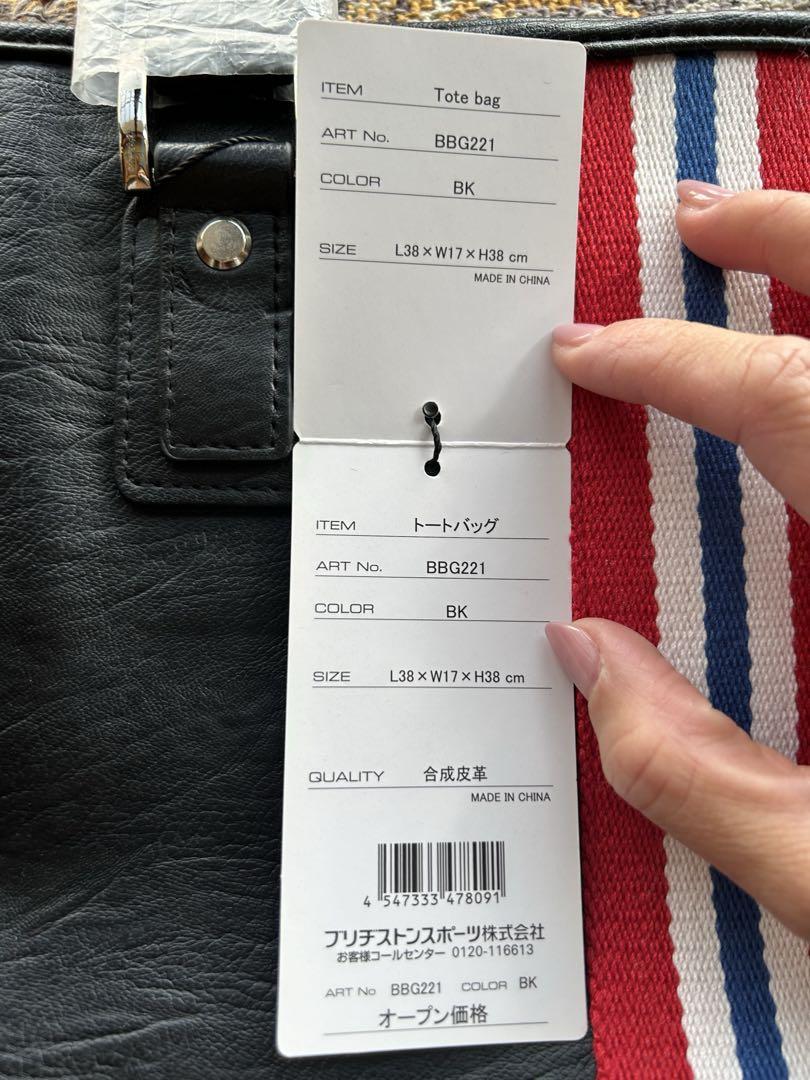 ITEM Tote bag
ART No. BBG221
COLOR BK
SIZE L38×W17×H38 cm
MADE IN CHINA
ITEM トートバッグ
ART No. BBG221
COLOR BK
SIZE L38×W17×H38 cm
QUALITY 合成皮革
MADE IN CHINA
4 547333 478091
ブリヂストンスポーツ株式会社
お客様コールセンター 0120-116613
ART No BBG221 COLOR BK
オープン価格